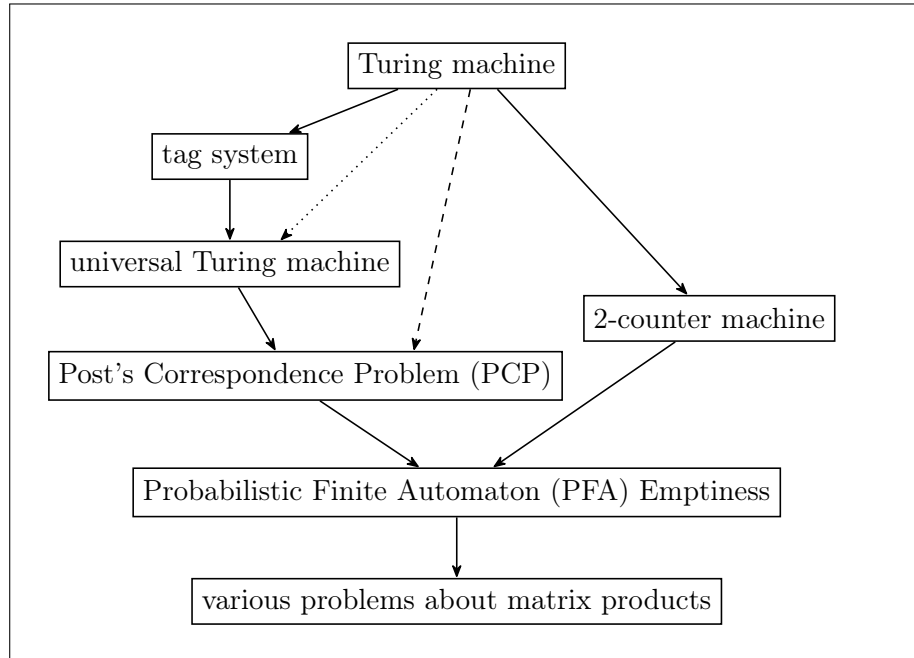 Turing machine
tag system
universal Turing machine
2-counter machine
Post's Correspondence Problem (PCP)
Probabilistic Finite Automaton (PFA) Emptiness
various problems about matrix products